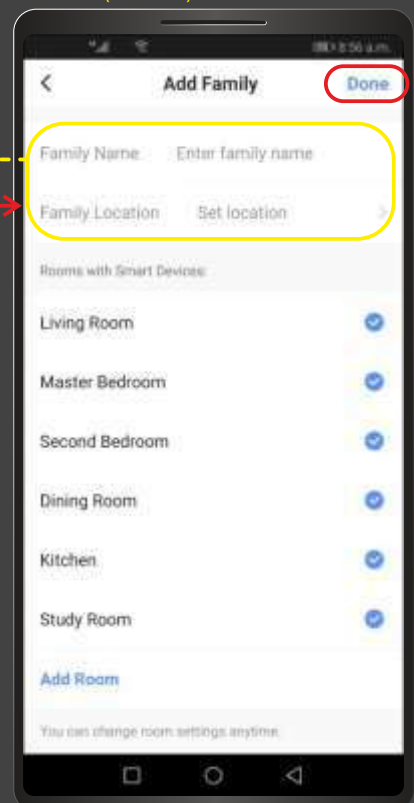 8:56 a.m.
Add Family Done
Family Name Enter family name
Family Location Set location
Rooms with Smart Devices:
Living Room
Master Bedroom
Second Bedroom
Dining Room
Kitchen
Study Room
Add Room
You can change room settings anytime